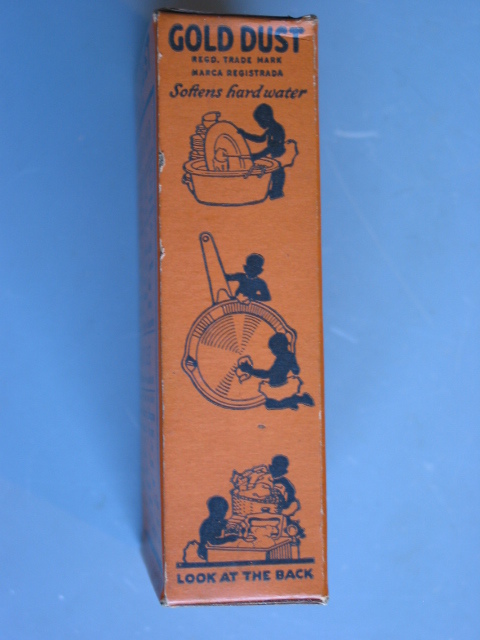 GOLD DUST
REGD. TRADE MARK
MARCA REGISTRADA
Softens hard water
LOOK AT THE BACK